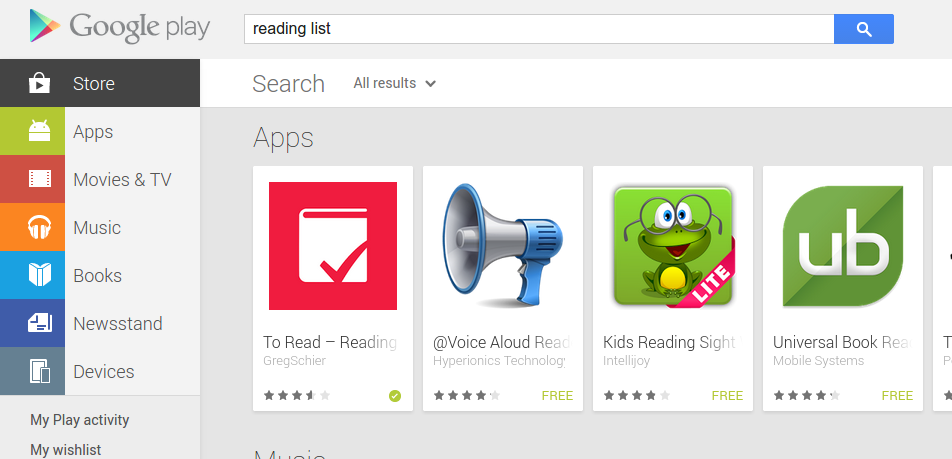 Google play
reading list
Store
Apps
Movies & TV
Music
Books
Newsstand
Devices
My Play activity
My wishlist
Search All results
Apps
To Read – Reading
GregSchier
@Voice Aloud Read
Hyperionics Technology
FREE
LITE
Kids Reading Sight
Intellijoy
FREE
ub
Universal Book Rea
Mobile Systems
FREE
Music